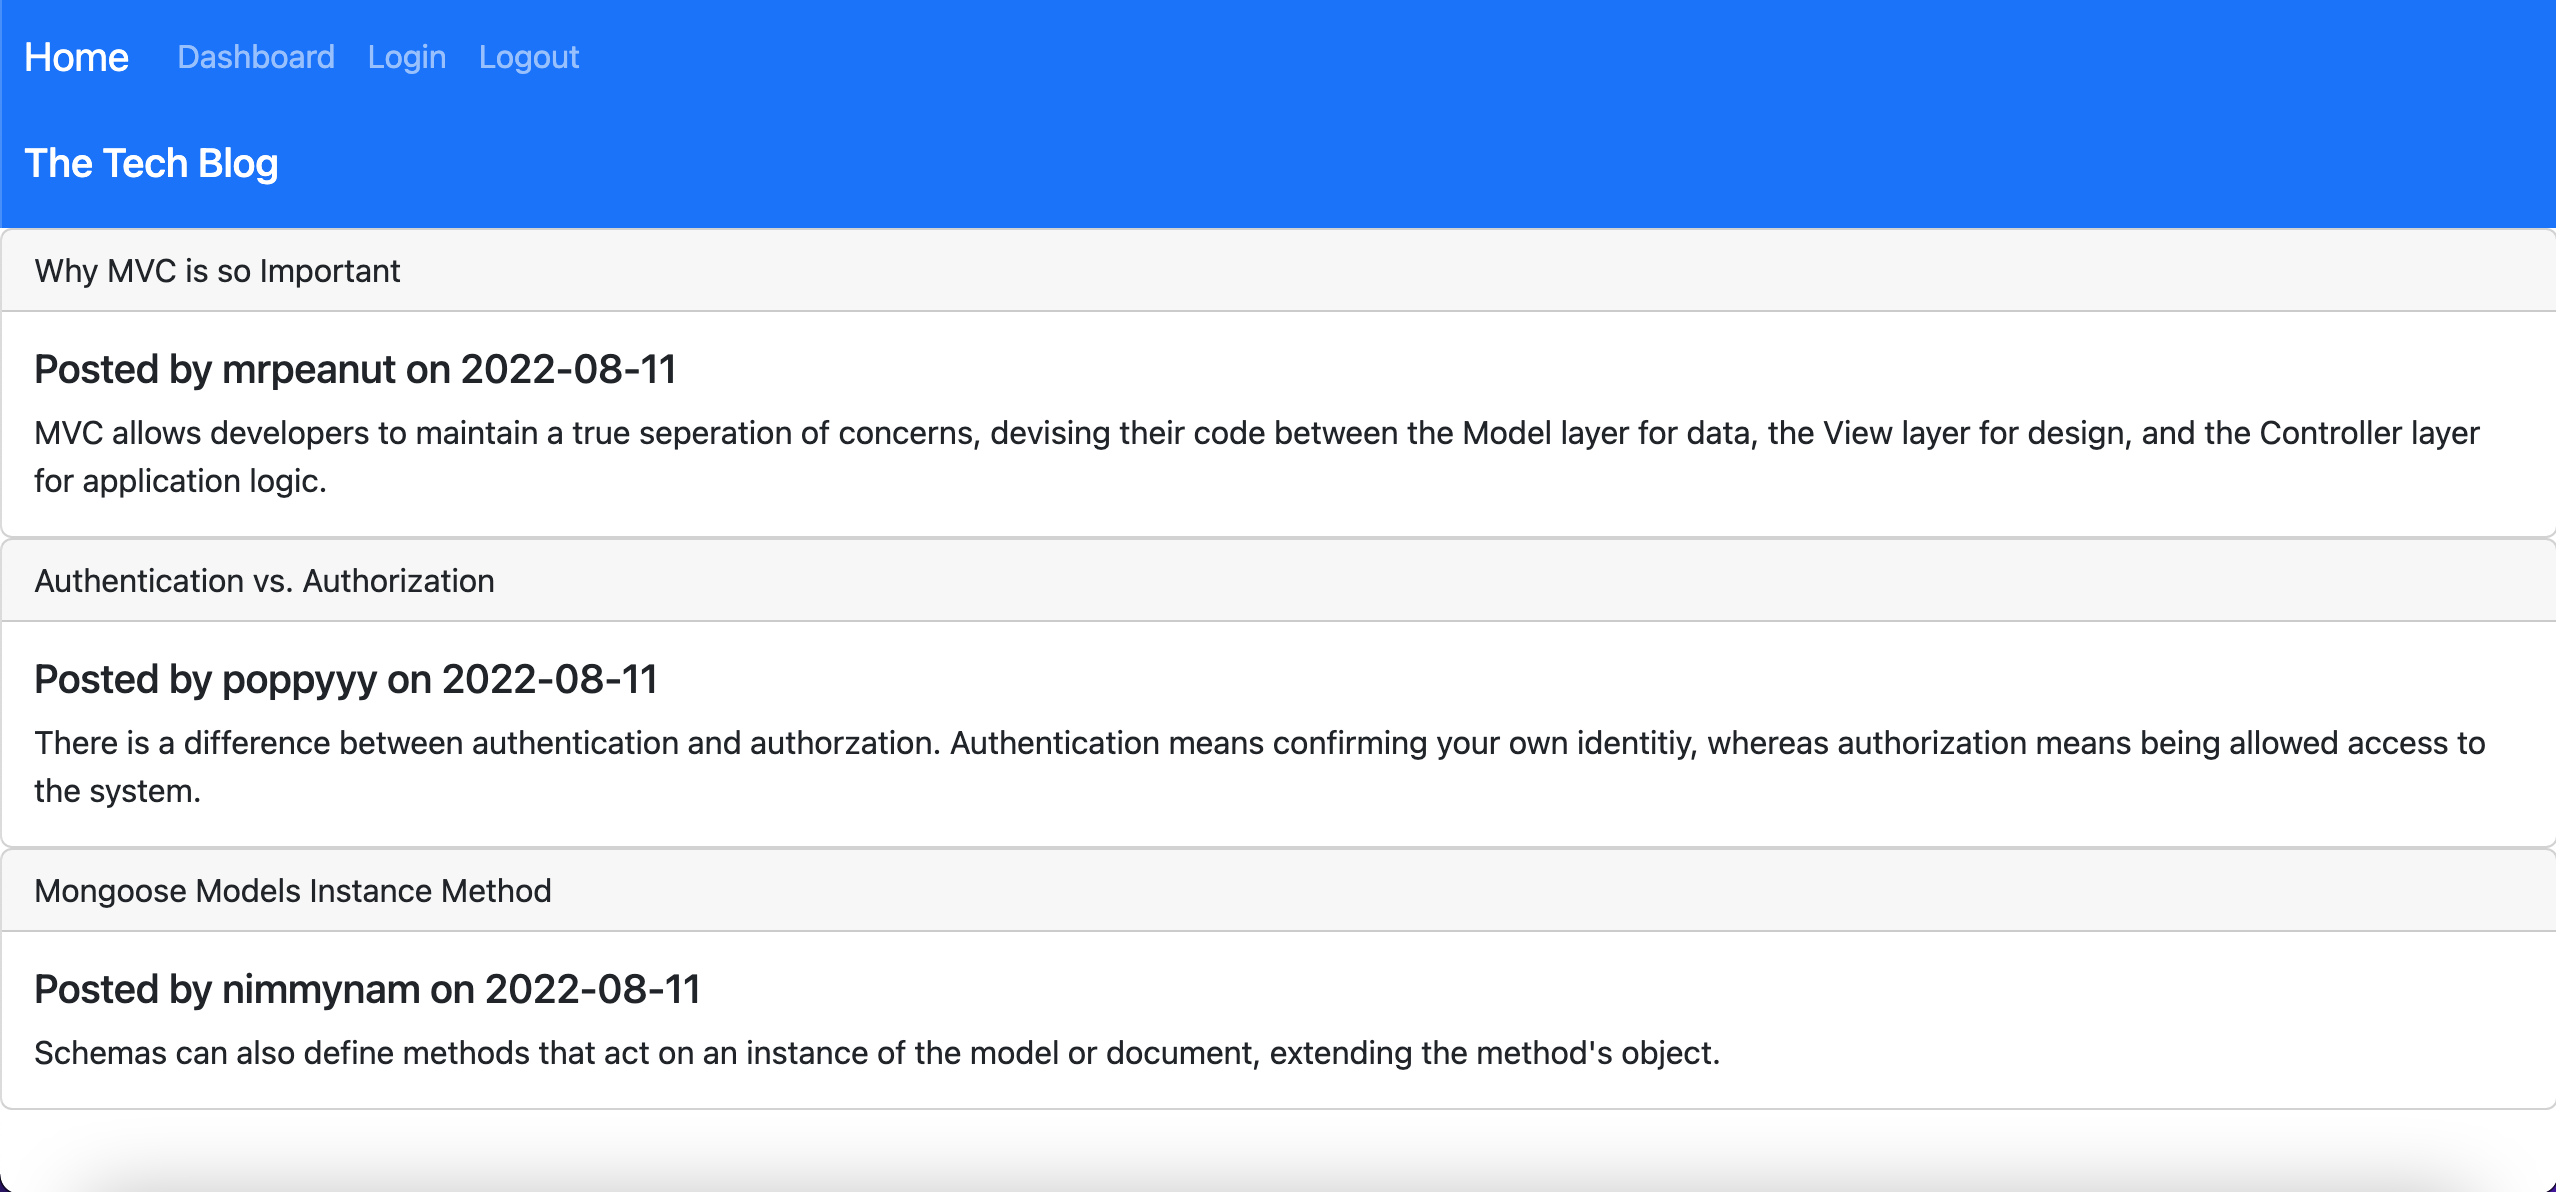 Home Dashboard Login Logout
The Tech Blog
Why MVC is so Important
Posted by mrpeanut on 2022-08-11
MVC allows developers to maintain a true seperation of concerns, devising their code between the Model layer for data, the View layer for design, and the Controller layer
for application logic.
Authentication vs. Authorization
Posted by poppyyy on 2022-08-11
There is a difference between authentication and authorzation. Authentication means confirming your own identitiy, whereas authorization means being allowed access to
the system.
Mongoose Models Instance Method
Posted by nimmynam on 2022-08-11
Schemas can also define methods that act on an instance of the model or document, extending the method's object.